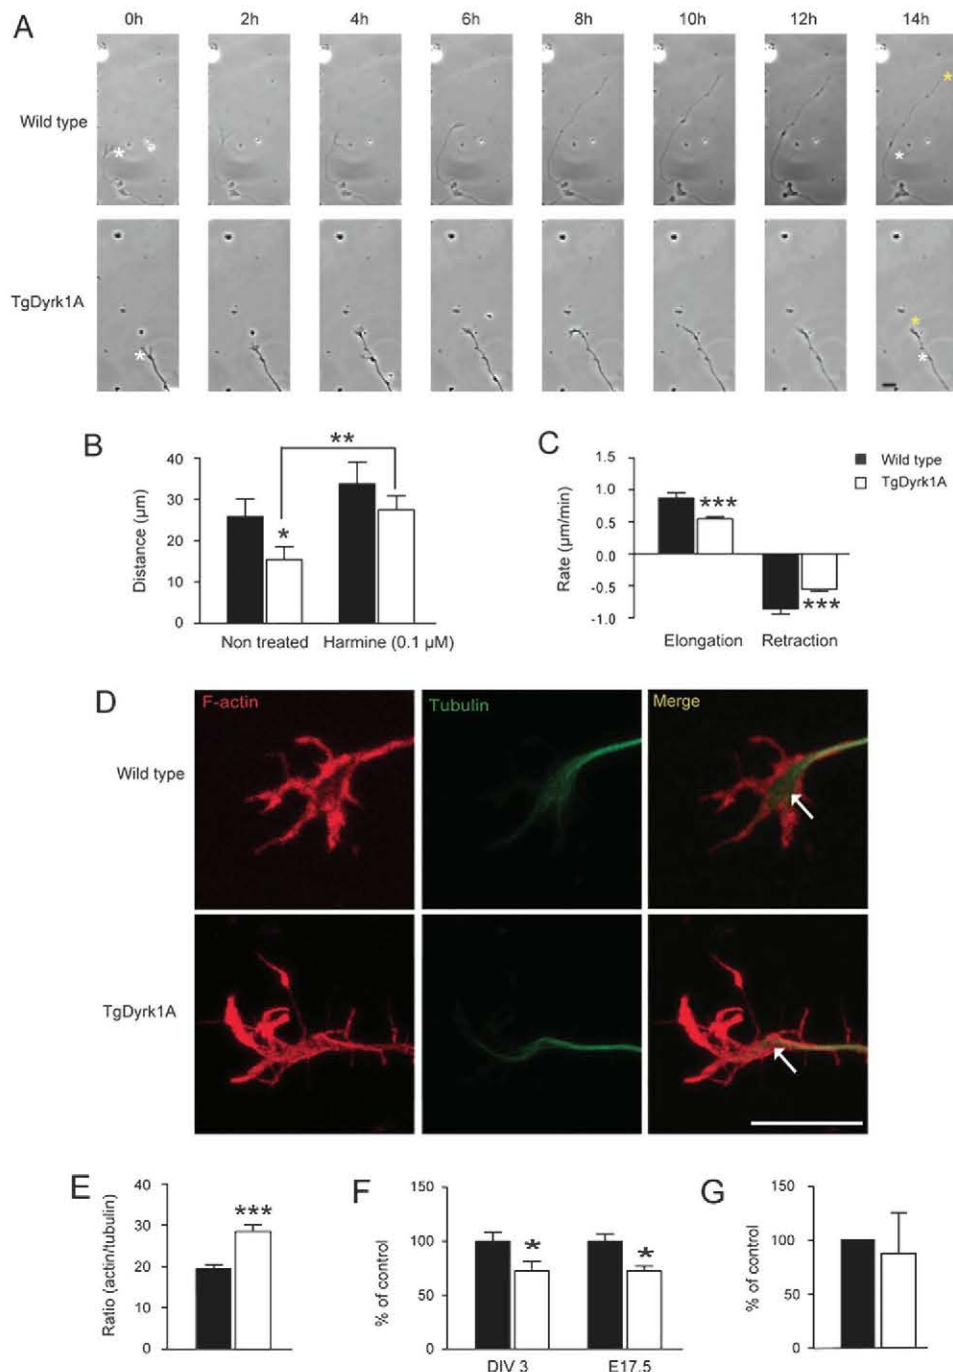 A
0h 2h 4h 6h 8h 10h 12h 14h
Wild type
*
*
*
TgDyrk1A
*
*
*
B
**
40
30
20
10
0
Distance (µm)
*
Non treated Harmine (0.1 µM)
C
1.5
1.0
0.5
0.0
-0.5
-1.0
Rate (µm/min)
***
***
Elongation Retraction
Wild type
TgDyrk1A
D
F-actin Tubulin Merge
Wild type
TgDyrk1A
E
40
30
20
10
0
Ratio (actin/tubulin)
***
F
150
100
50
0
% of control
*
*
DIV 3 E17.5
G
150
100
50
0
% of control